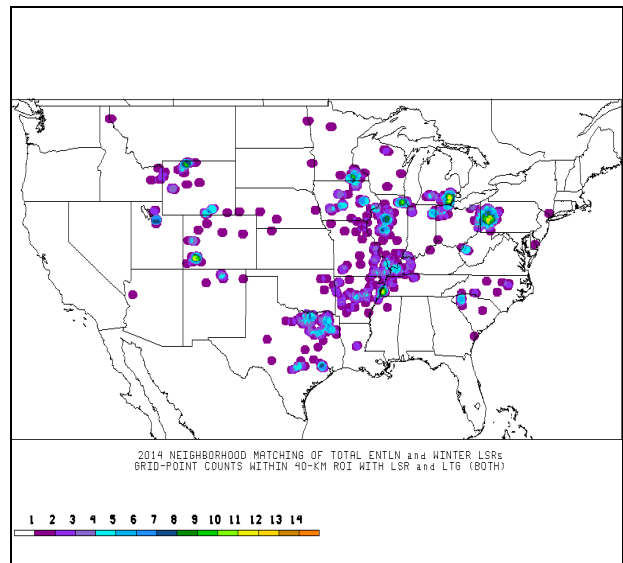 2014 NEIGHBORHOOD MATCHING OF TOTAL ENTLN and WINTER LSRs
GRID-POINT COUNTS WITHIN 40-KM ROI WITH LSR and LTG (BOTH)
1 2 3 4 5 6 7 8 9 10 11 12 13 14